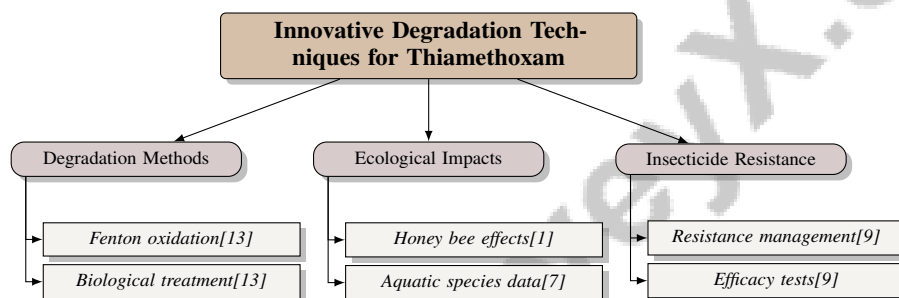 Innovative Degradation Tech-
niques for Thiamethoxam
Degradation Methods
Ecological Impacts
Insecticide Resistance
Fenton oxidation[13]
Honey bee effects[1]
Resistance management[9]
Biological treatment[13]
Aquatic species data[7]
Efficacy tests[9]